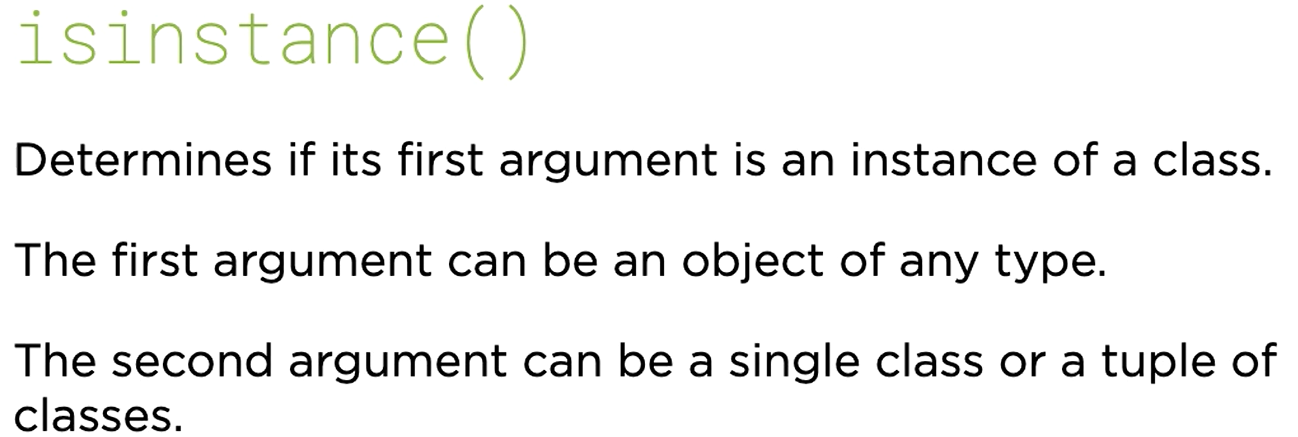 isinstance()
Determines if its first argument is an instance of a class.
The first argument can be an object of any type.
The second argument can be a single class or a tuple of
classes.